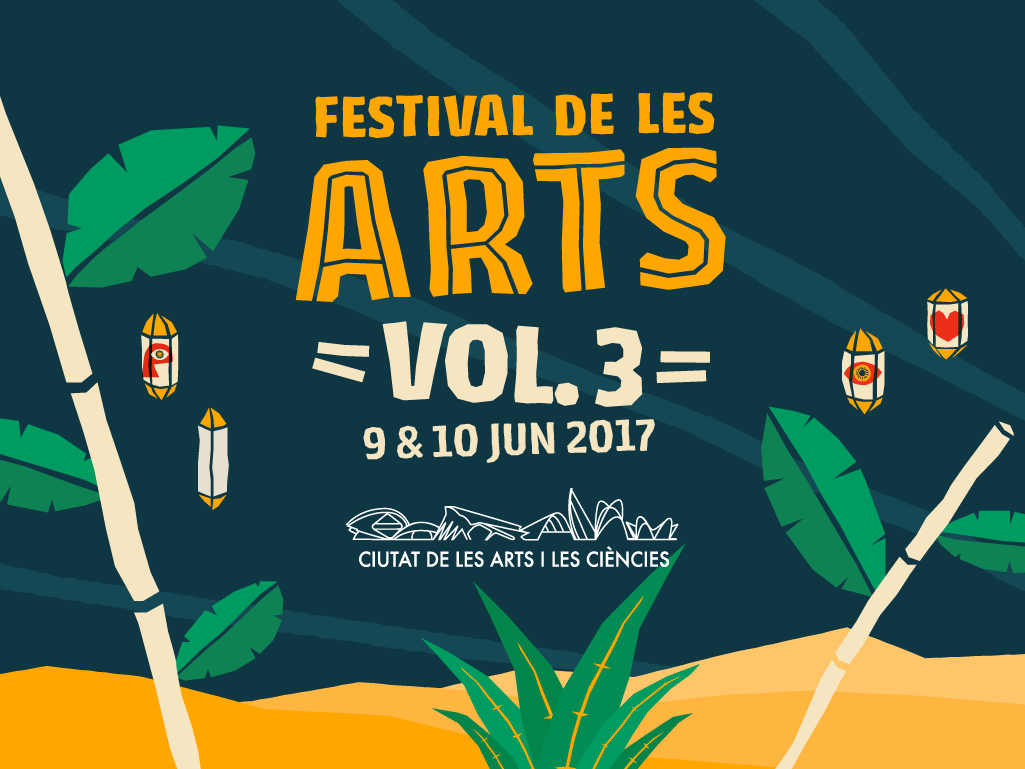 FESTIVAL DE LES
ARTS
=VOL.3=
9 & 10 JUN 2017
CIUTAT DE LES ARTS I LES CIÈNCIES